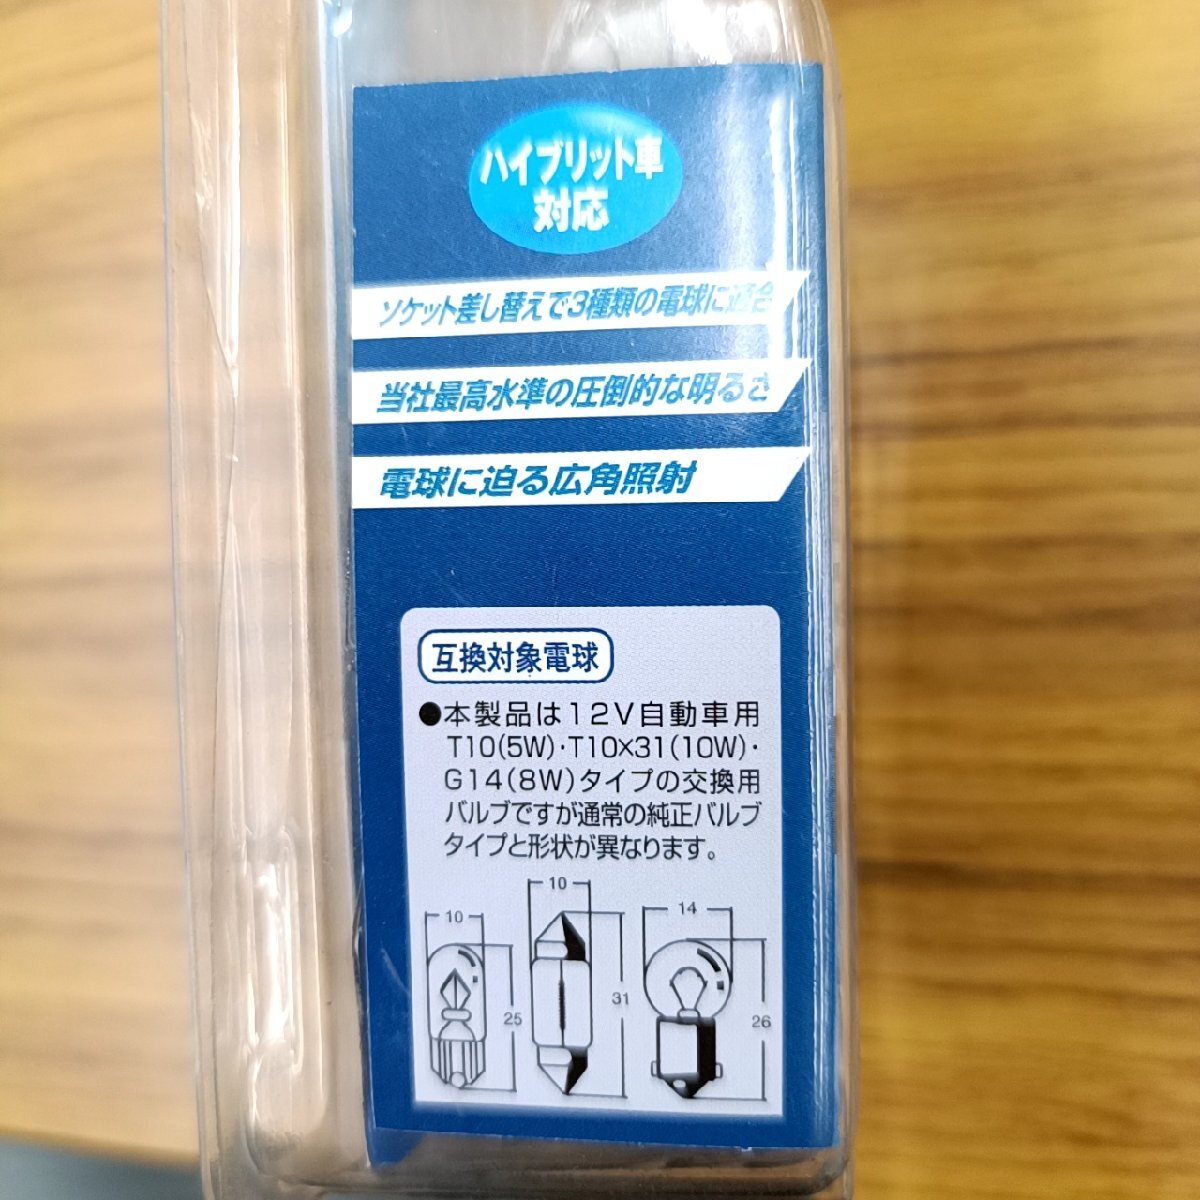 ハイブリット車
対応
ソケット差し替えで3種類の電球に適合
当社最高水準の圧倒的な明るさ
電球に迫る広角照射
互換対象電球
●本製品は12V自動車用
T10(5W)・T10×31(10W)・
G14(8W)タイプの交換用
バルブですが通常の純正バルブ
タイプと形状が異なります。
10
25
10
31
14
26